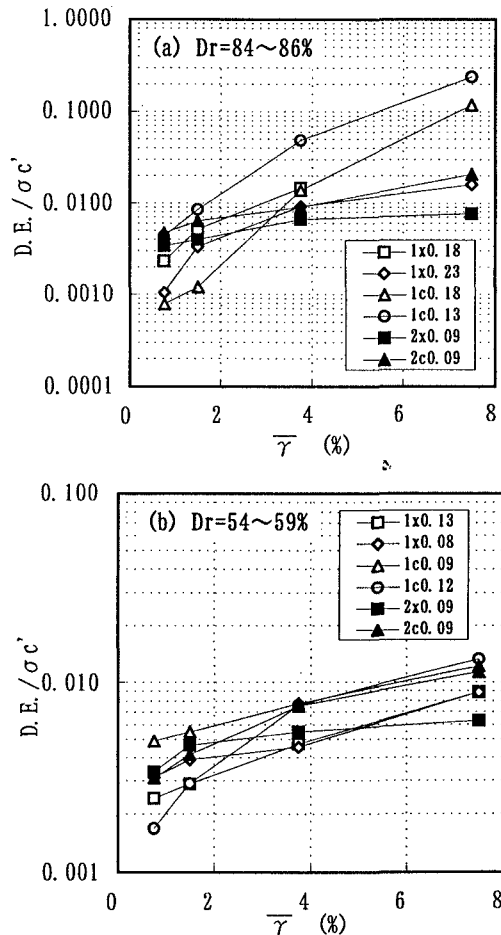 1.0000
(a) Dr=84～86%
0.1000
0.0100
0.0010
0.0001
D.E./σc'
1x0.18
1x0.23
1c0.18
1c0.13
2x0.09
2c0.09
0 2 4 6 8
γ (%)
0.100
(b) Dr=54～59%
0.010
0.001
D.E./σc'
1x0.13
1x0.08
1c0.09
1c0.12
2x0.09
2c0.09
0 2 4 6 8
γ (%)